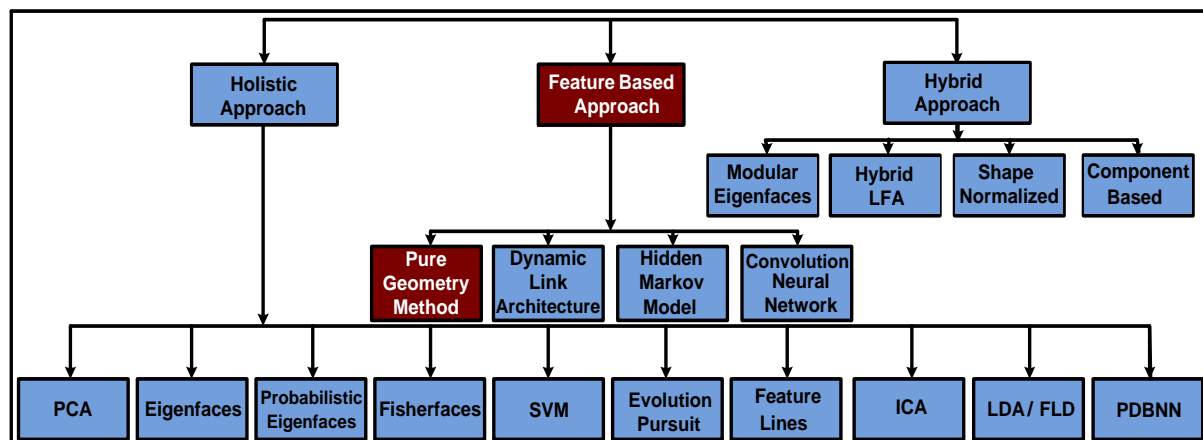 Holistic
Approach
Feature Based
Approach
Hybrid
Approach
Modular
Eigenfaces
Hybrid
LFA
Shape
Normalized
Component
Based
Pure
Geometry
Method
Dynamic
Link
Architecture
Hidden
Markov
Model
Convolution
Neural
Network
PCA
Eigenfaces
Probabilistic
Eigenfaces
Fisherfaces
SVM
Evolution
Pursuit
Feature
Lines
ICA
LDA / FLD
PDBNN